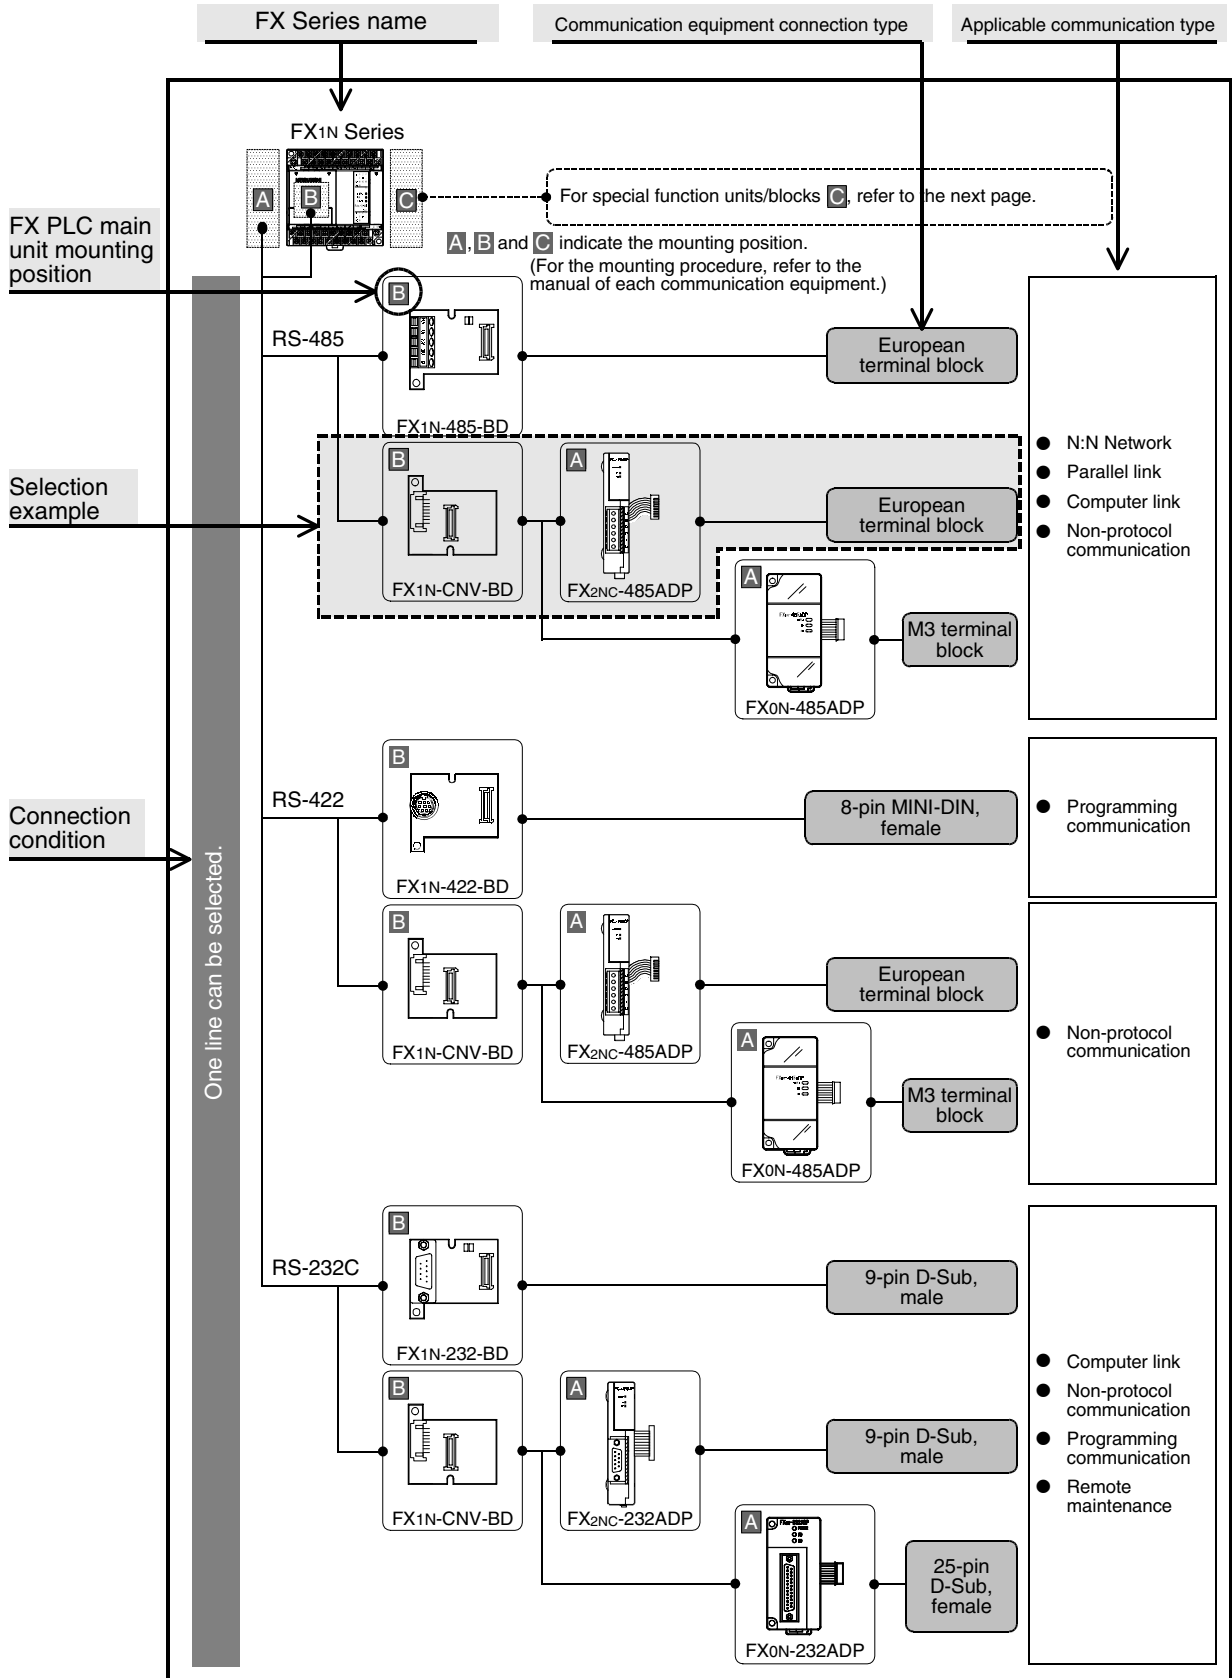 FX Series name
Communication equipment connection type
Applicable communication type
FX1N Series
A
B
C
For special function units/blocks C, refer to the next page.
A, B and C indicate the mounting position.
(For the mounting procedure, refer to the
manual of each communication equipment.)
FX PLC main
unit mounting
position
B
RS-485
European
terminal block
FX1N-485-BD
Selection
example
B
A
European
terminal block
FX1N-CNV-BD
FX2NC-485ADP
A
M3 terminal
block
FX0N-485ADP
● N:N Network
● Parallel link
● Computer link
● Non-protocol
communication
Connection
condition
One line can be selected.
B
RS-422
8-pin MINI-DIN,
female
FX1N-422-BD
● Programming
communication
B
A
European
terminal block
FX1N-CNV-BD
FX2NC-485ADP
A
M3 terminal
block
FX0N-485ADP
● Non-protocol
communication
B
RS-232C
9-pin D-Sub,
male
FX1N-232-BD
B
A
9-pin D-Sub,
male
FX1N-CNV-BD
FX2NC-232ADP
A
25-pin
D-Sub,
female
FX0N-232ADP
● Computer link
● Non-protocol
communication
● Programming
communication
● Remote
maintenance